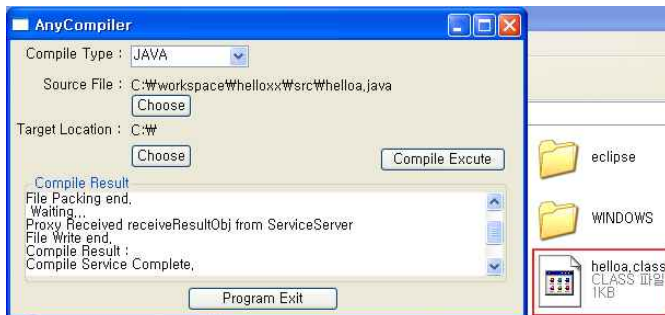 AnyCompiler
Compile Type : JAVA
Source File : C:₩workspace₩helloxx₩src₩helloa.java
Choose
Target Location : C:₩
Choose
Compile Excute
Compile Result
File Packing end.
Waiting...
Proxy Received receiveResultObj from ServiceServer
File Write end.
Compile Result :
Compile Service Complete.
Program Exit
eclipse
WINDOWS
helloa.class
CLASS 파일
1KB